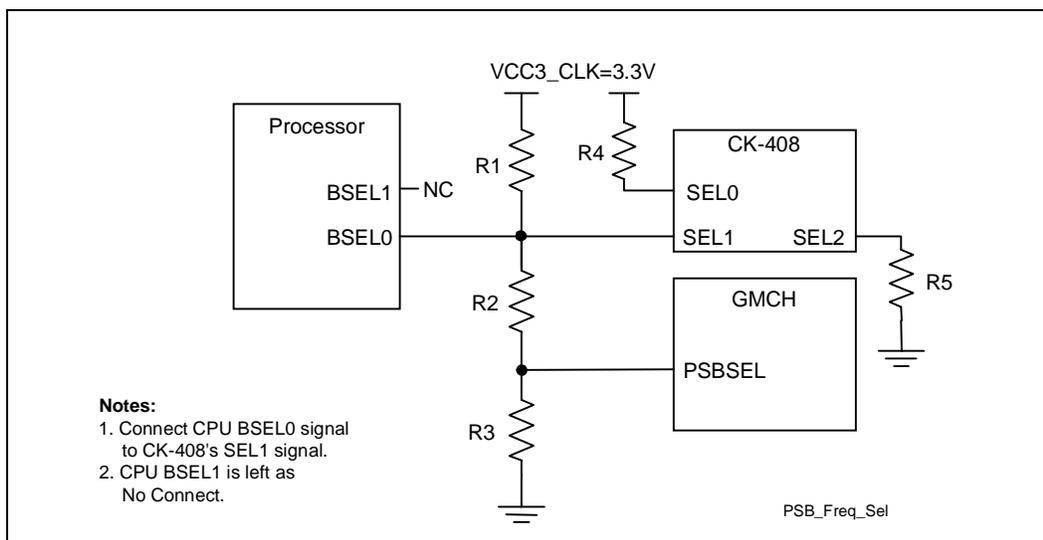 VCC3_CLK=3.3V
Processor
R1
R4
CK-408
BSEL1
NC
SEL0
BSEL0
SEL1
SEL2
R2
GMCH
R5
PSBSEL
R3
Notes:
1. Connect CPU BSEL0 signal
to CK-408's SEL1 signal.
2. CPU BSEL1 is left as
No Connect.
PSB_Freq_Sel